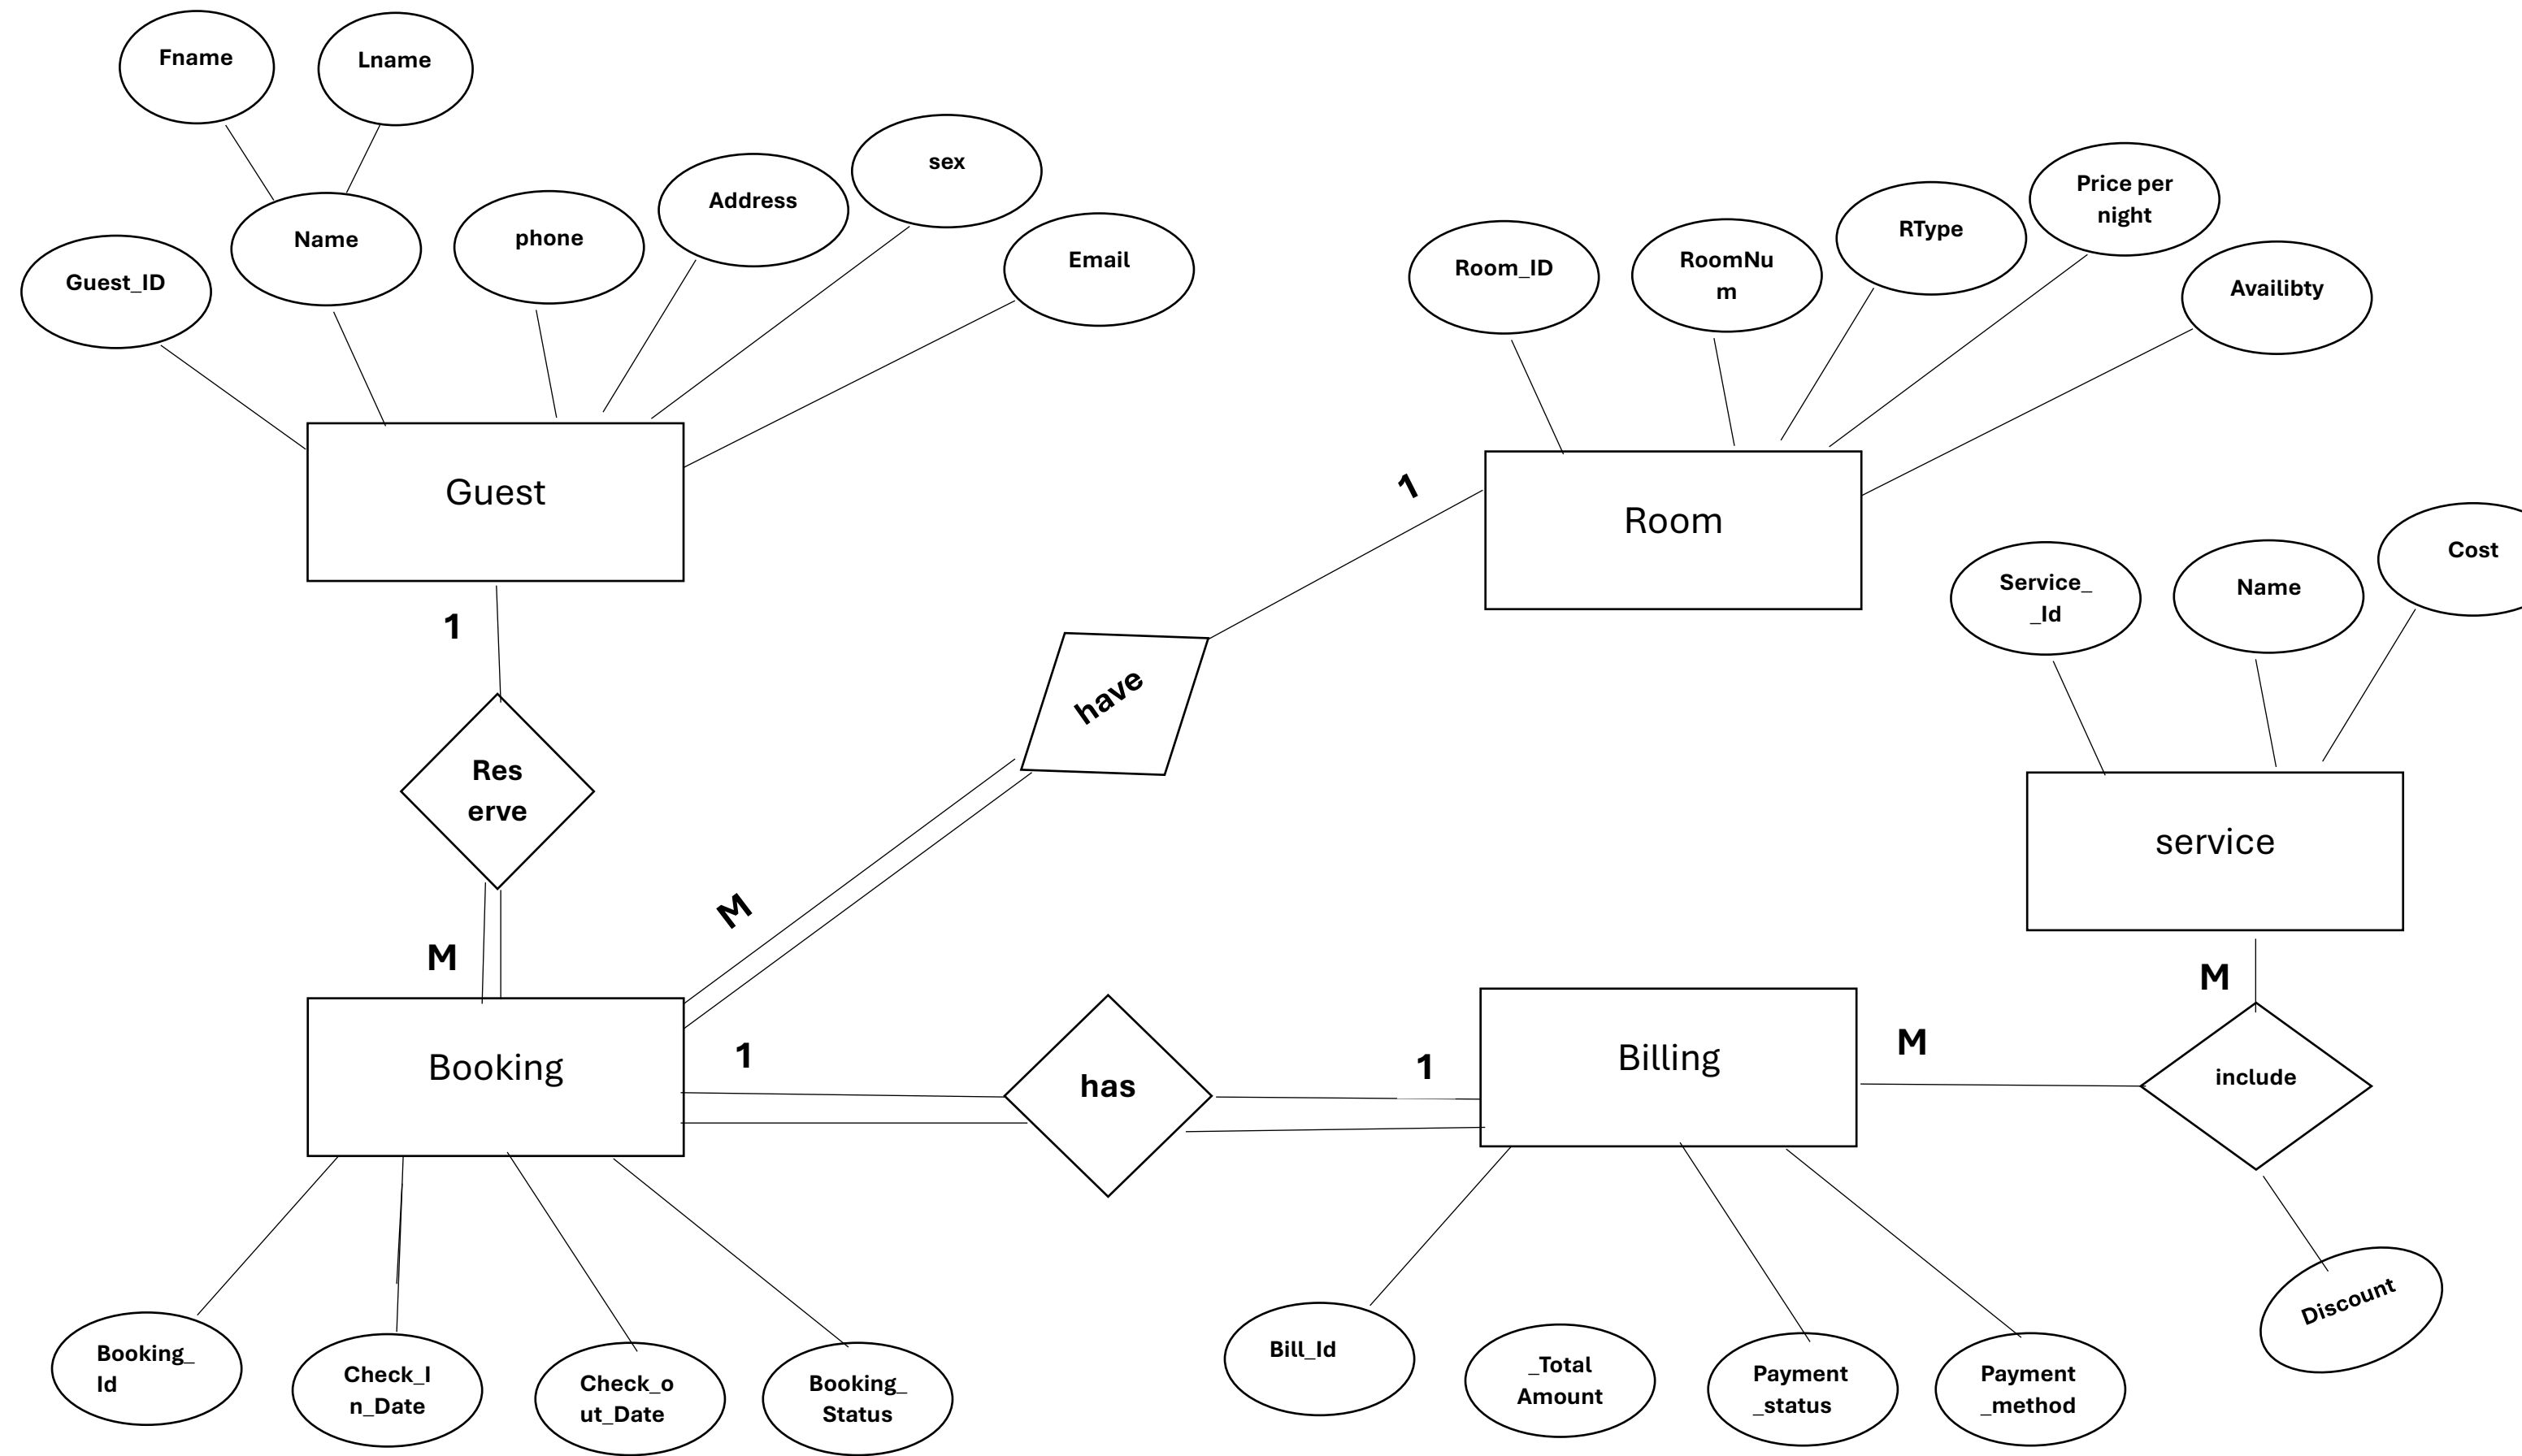 Fname
Lname
sex
Address
Name
phone
Email
Guest_ID
Guest
Price per
night
RType
RoomNu
m
Room_ID
Availibty
Room
1
1
Cost
Service_
_Id
Name
service
have
Res
erve
M
M
M
Booking
1
has
1
Billing
M
include
Discount
Booking_
Id
Check_I
n_Date
Check_o
ut_Date
Booking_
Status
Bill_Id
_Total
Amount
Payment
_status
Payment
_method